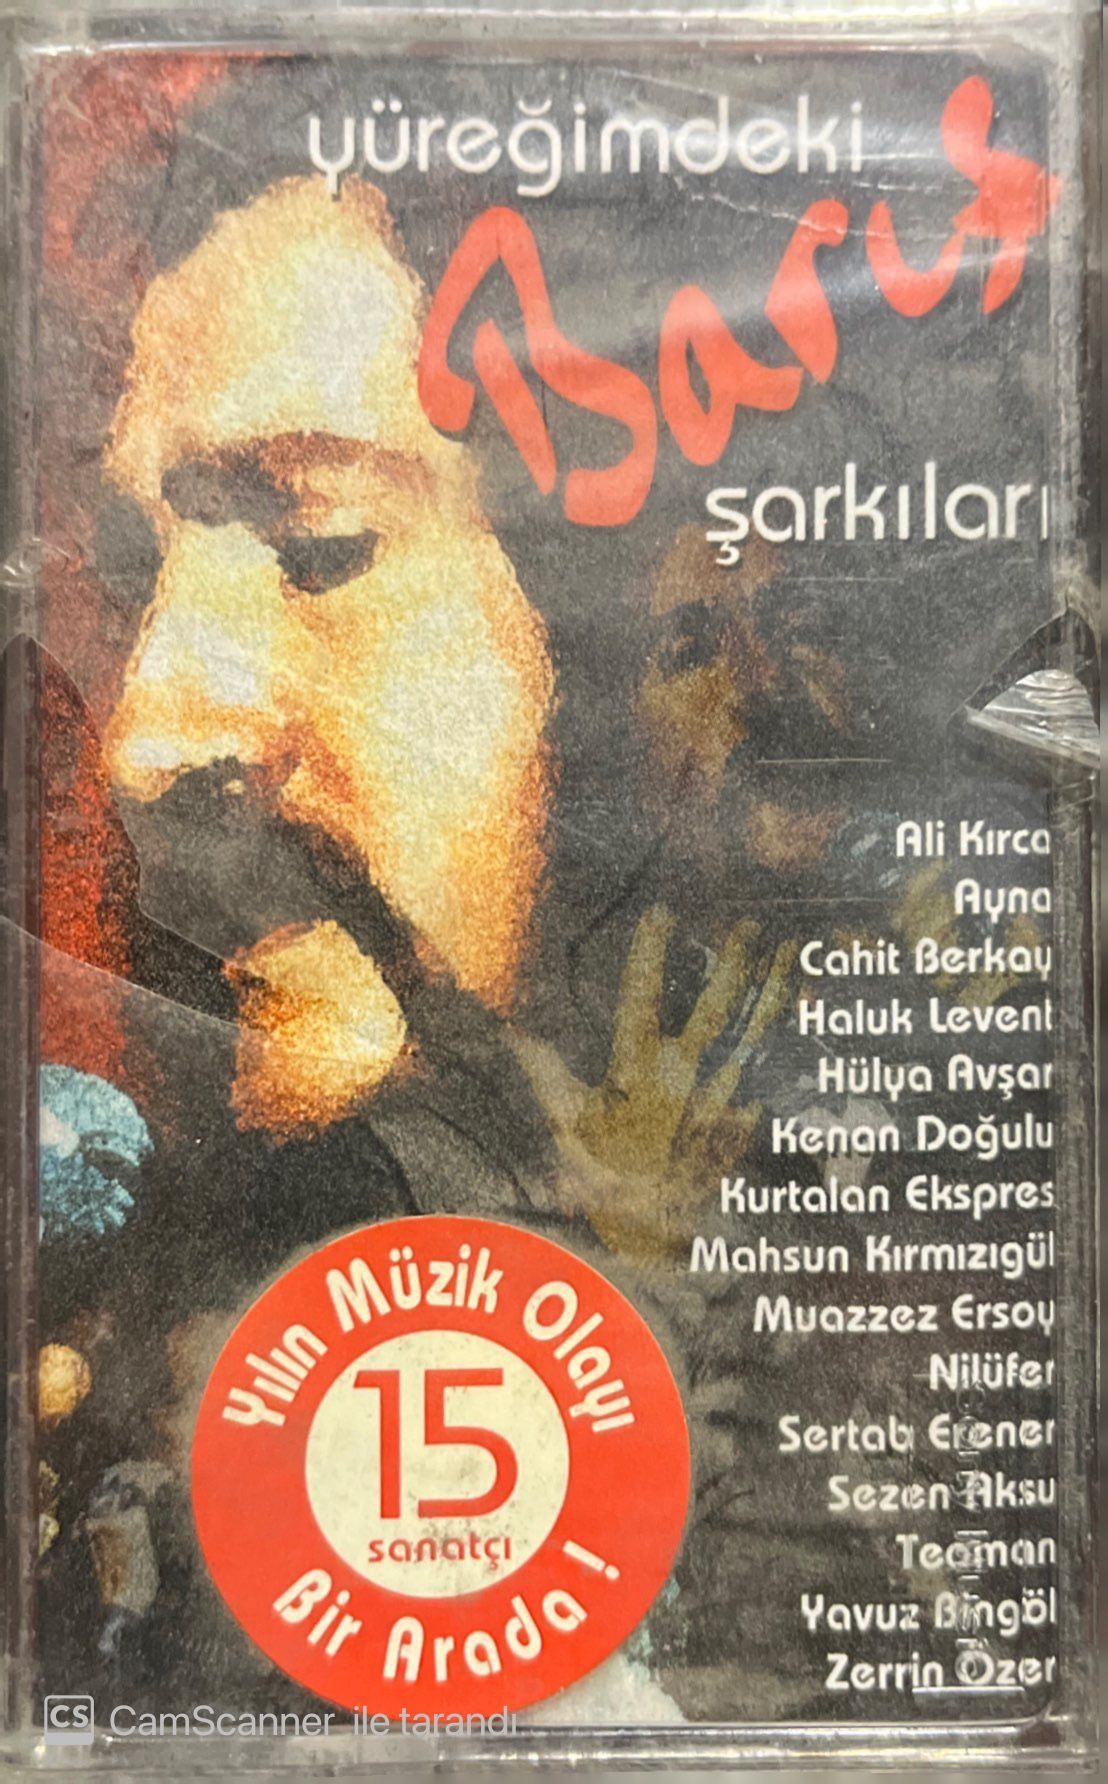 yüreğimdeki
Barış
şarkıları
Ali Kırca
Ayna
Cahit Berkay
Haluk Levent
Hülya Avşar
Kenan Doğulu
Kurtalan Ekspres
Mahsun Kırmızıgül
Muazzez Ersoy
Nilüfer
Sertab Erener
Sezen Aksu
Teoman
Yavuz Bingöl
Zerrin Özer
Yılın Müzik Olayı
15
sanatçı
Bir Arada !
CS CamScanner ile tarandı